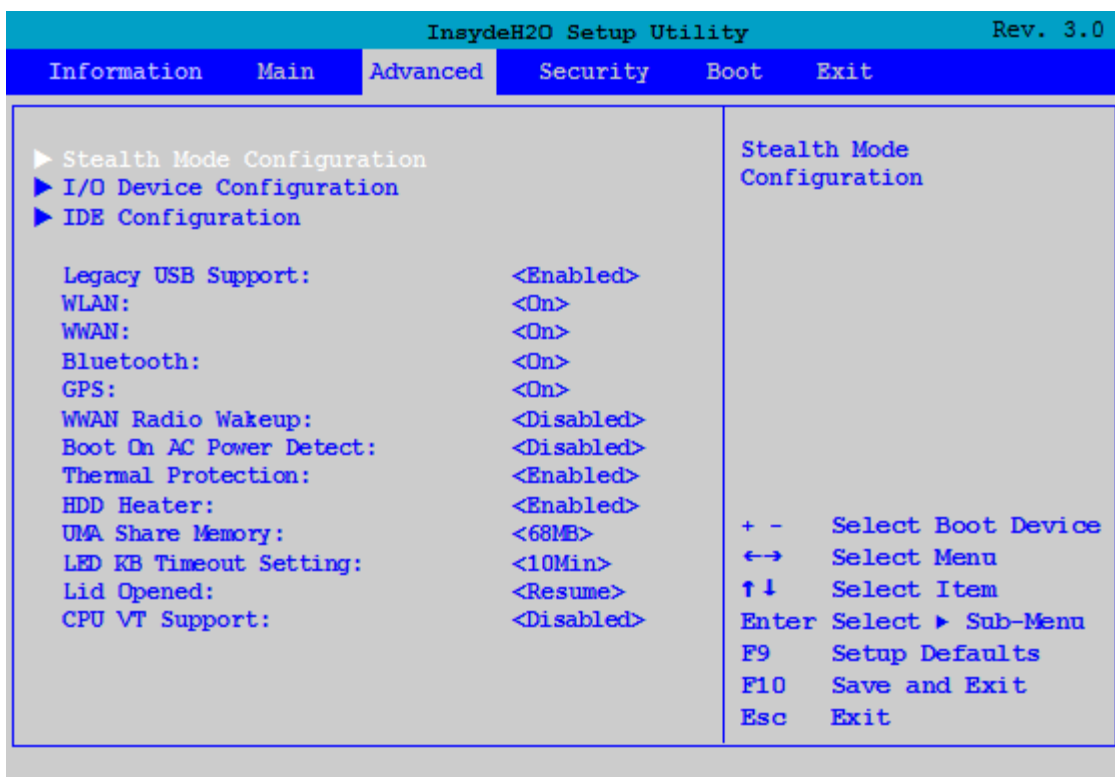 InsydeH2O Setup Utility Rev. 3.0
Information Main Advanced Security Boot Exit
▶ Stealth Mode Configuration
▶ I/O Device Configuration
▶ IDE Configuration
Legacy USB Support: <Enabled>
WLAN: <On>
WWAN: <On>
Bluetooth: <On>
GPS: <On>
WWAN Radio Wakeup: <Disabled>
Boot On AC Power Detect: <Disabled>
Thermal Protection: <Enabled>
HDD Heater: <Enabled>
UMA Share Memory: <68MB>
LED KB Timeout Setting: <10Min>
Lid Opened: <Resume>
CPU VT Support: <Disabled>
Stealth Mode
Configuration
+ - Select Boot Device
←→ Select Menu
↑↓ Select Item
Enter Select ▶ Sub-Menu
F9 Setup Defaults
F10 Save and Exit
Esc Exit